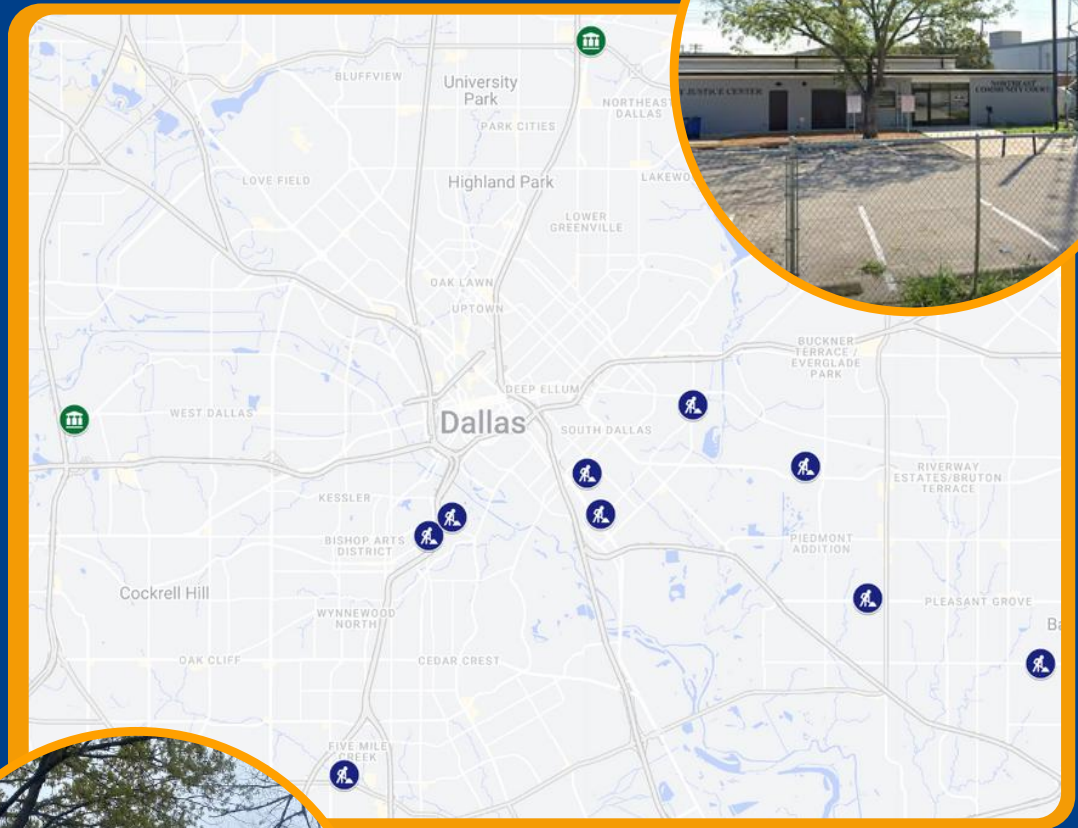 BLUFFVIEW
University
Park
NORTHEAST
DALLAS
PARK CITIES
LOVE FIELD
Highland Park
LOWER
GREENVILLE
OAK LAWN
UPTOWN
JUSTICE CENTER
NORTHEAST
COMMUNITY COURT
BUCKNER
TERRACE /
EVERGLADE
PARK
WEST DALLAS
DEEP ELLUM
Dallas
SOUTH DALLAS
RIVERWAY
ESTATES/BRUTON
TERRACE
KESSLER
BISHOP ARTS
DISTRICT
PIEDMONT
ADDITION
Cockrell Hill
WYNNEWOOD
NORTH
PLEASANT GROVE
OAK CLIFF
CEDAR CREST
FIVE MILE
CREEK